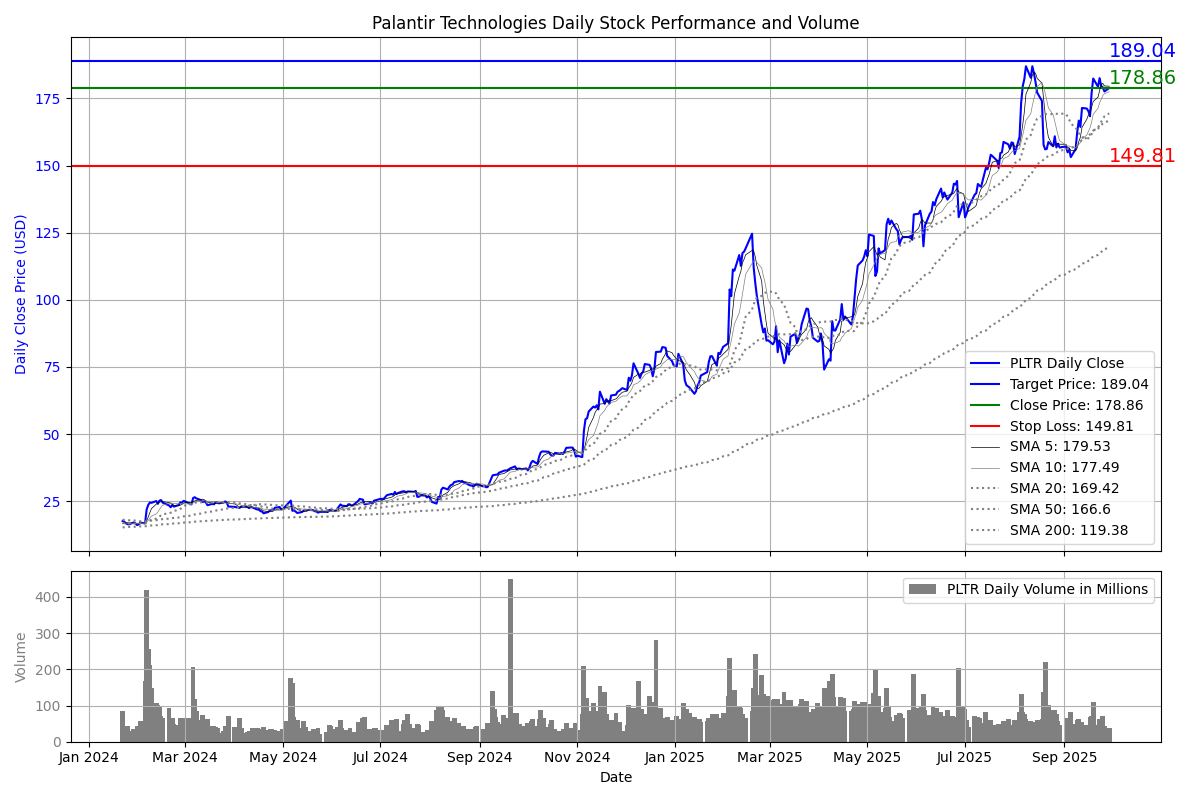 Palantir Technologies Daily Stock Performance and Volume
189.04
178.86
149.81
Daily Close Price (USD)
175
150
125
100
75
50
25
PLTR Daily Close
Target Price: 189.04
Close Price: 178.86
Stop Loss: 149.81
SMA 5: 179.53
SMA 10: 177.49
SMA 20: 169.42
SMA 50: 166.6
SMA 200: 119.38
PLTR Daily Volume in Millions
Volume
400
300
200
100
0
Jan 2024 Mar 2024 May 2024 Jul 2024 Sep 2024 Nov 2024 Jan 2025 Mar 2025 May 2025 Jul 2025 Sep 2025
Date